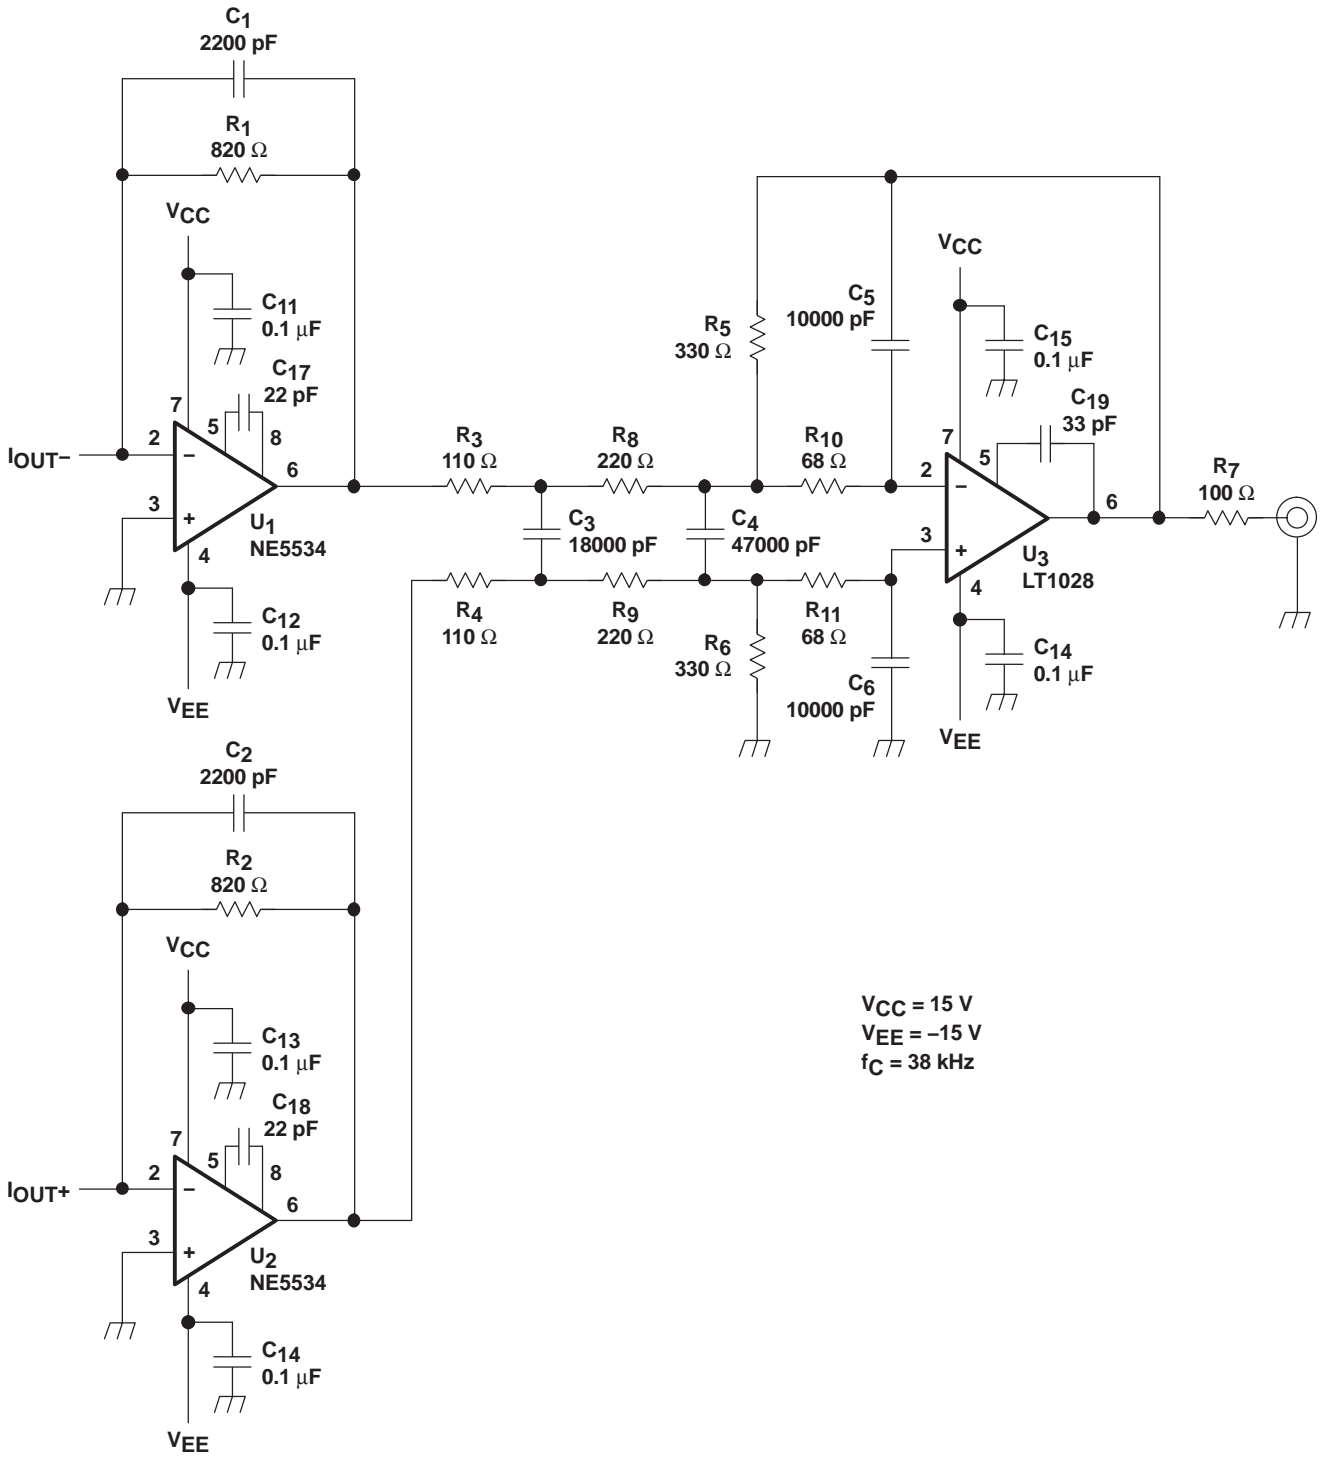 C1
2200 pF
R1
820 Ω
VCC
C11
0.1 μF
C17
22 pF
7
5
8
2
IOUT–
–
6
3
+
U1
NE5534
4
C12
0.1 μF
VEE
R3
110 Ω
R8
220 Ω
R10
68 Ω
C3
18000 pF
C4
47000 pF
R4
110 Ω
R9
220 Ω
R11
68 Ω
R5
330 Ω
C5
10000 pF
R6
330 Ω
C6
10000 pF
VCC
C15
0.1 μF
C19
33 pF
7
5
2
–
6
3
+
U3
LT1028
4
C14
0.1 μF
VEE
R7
100 Ω
C2
2200 pF
R2
820 Ω
VCC
C13
0.1 μF
C18
22 pF
7
5
8
2
IOUT+
–
6
3
+
U2
NE5534
4
C14
0.1 μF
VEE
VCC = 15 V
VEE = –15 V
fC = 38 kHz